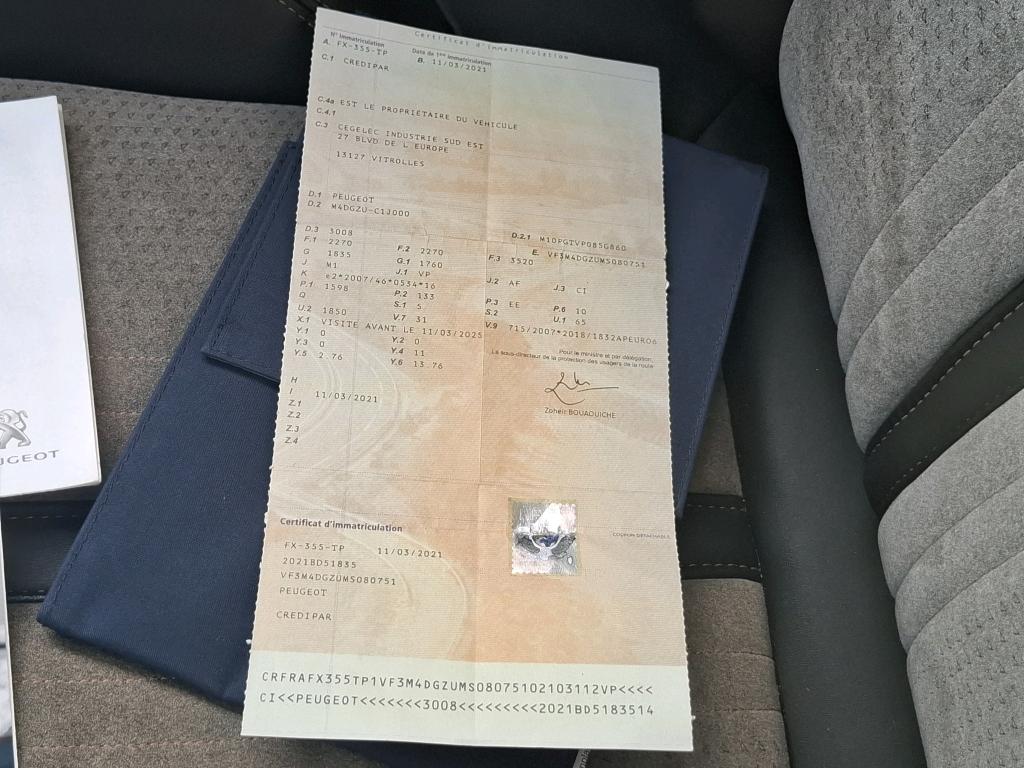 Certificat d'immatriculation
N° Immatriculation
A. FX-355-TP
Date de 1ère immatriculation
B. 11/03/2021
C.1 CREDIPAR
C.4a EST LE PROPRIETAIRE DU VEHICULE
C.4.1
C.3 CEGELEC INDUSTRIE SUD EST
27 BLVD DE L EUROPE
13127 VITROLLES
D.1 PEUGEOT
D.2 M4DGZU-C1J000
D.2.1 M10PGTVP085G860
D.3 3008
E. VF3M4DGZUMS080751
F.1 2270 F.2 2270 F.3 3520
G 1835 G.1 1760
J M1 J.1 VP J.2 AF J.3 CI
K e2*2007/46*0534*16
P.1 1598 P.2 133 P.3 EE P.6 10
Q S.1 5 S.2 U.1 65
U.2 1850 V.7 31 V.9 715/2007*2018/1832APEURO6
X.1 VISITE AVANT LE 11/03/2025
Y.1 0 Y.2 0
Y.3 0 Y.4 11
Y.5 2.76 Y.6 13.76
Pour le ministre et par délégation,
Le sous-directeur de la protection des usagers de la route
Zoheir BOUAOUICHE
H
I 11/03/2021
Z.1
Z.2
Z.3
Z.4
Certificat d'immatriculation
COUPON DETACHABLE
FX-355-TP 11/03/2021
2021BD51835
VF3M4DGZUMS080751
PEUGEOT
CREDIPAR
CRFRAFX355TP1VF3M4DGZUMS08075102103112VP<<<<
CI<<PEUGEOT<<<<<<<3008<<<<<<<<<2021BD5183514
UGEOT